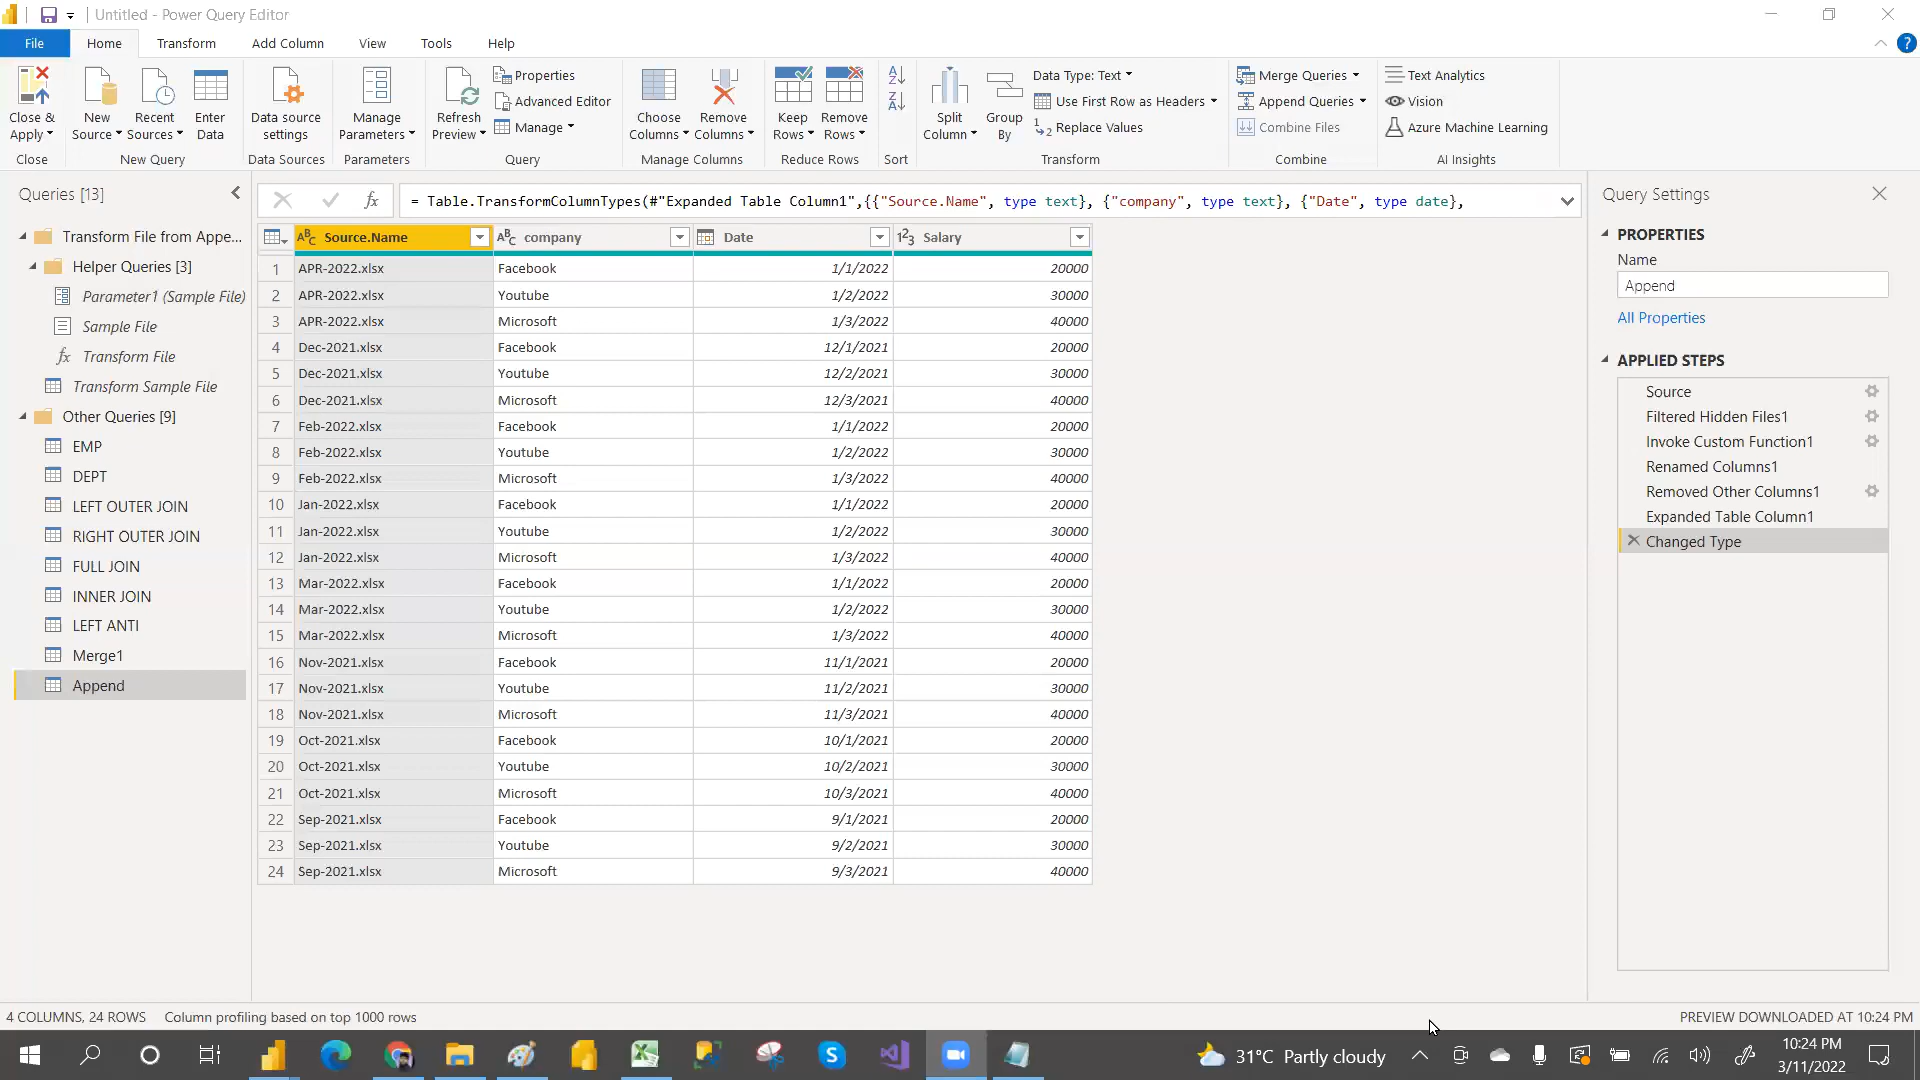 Untitled - Power Query Editor
File
Home
Transform
Add Column
View
Tools
Help
?
Close &
Apply
New
Source
Recent
Sources
Enter
Data
Data source
settings
Manage
Parameters
Refresh
Preview
Properties
Advanced Editor
Manage
Choose
Columns
Remove
Columns
Keep
Rows
Remove
Rows
Split
Column
Group
By
Data Type: Text
Use First Row as Headers
Replace Values
Merge Queries
Append Queries
Combine Files
Text Analytics
Vision
Azure Machine Learning
Close
New Query
Data Sources
Parameters
Query
Manage Columns
Reduce Rows
Sort
Transform
Combine
AI Insights
Queries [13]
Transform File from Appe...
Helper Queries [3]
Parameter1 (Sample File)
Sample File
fx Transform File
Transform Sample File
Other Queries [9]
EMP
DEPT
LEFT OUTER JOIN
RIGHT OUTER JOIN
FULL JOIN
INNER JOIN
LEFT ANTI
Merge1
Append
fx = Table.TransformColumnTypes(#"Expanded Table Column1",{{"Source.Name", type text}, {"company", type text}, {"Date", type date},
ABC Source.Name ABC company Date 123 Salary
1 APR-2022.xlsx Facebook 1/1/2022 20000
2 APR-2022.xlsx Youtube 1/2/2022 30000
3 APR-2022.xlsx Microsoft 1/3/2022 40000
4 Dec-2021.xlsx Facebook 12/1/2021 20000
5 Dec-2021.xlsx Youtube 12/2/2021 30000
6 Dec-2021.xlsx Microsoft 12/3/2021 40000
7 Feb-2022.xlsx Facebook 1/1/2022 20000
8 Feb-2022.xlsx Youtube 1/2/2022 30000
9 Feb-2022.xlsx Microsoft 1/3/2022 40000
10 Jan-2022.xlsx Facebook 1/1/2022 20000
11 Jan-2022.xlsx Youtube 1/2/2022 30000
12 Jan-2022.xlsx Microsoft 1/3/2022 40000
13 Mar-2022.xlsx Facebook 1/1/2022 20000
14 Mar-2022.xlsx Youtube 1/2/2022 30000
15 Mar-2022.xlsx Microsoft 1/3/2022 40000
16 Nov-2021.xlsx Facebook 11/1/2021 20000
17 Nov-2021.xlsx Youtube 11/2/2021 30000
18 Nov-2021.xlsx Microsoft 11/3/2021 40000
19 Oct-2021.xlsx Facebook 10/1/2021 20000
20 Oct-2021.xlsx Youtube 10/2/2021 30000
21 Oct-2021.xlsx Microsoft 10/3/2021 40000
22 Sep-2021.xlsx Facebook 9/1/2021 20000
23 Sep-2021.xlsx Youtube 9/2/2021 30000
24 Sep-2021.xlsx Microsoft 9/3/2021 40000
Query Settings
PROPERTIES
Name
Append
All Properties
APPLIED STEPS
Source
Filtered Hidden Files1
Invoke Custom Function1
Renamed Columns1
Removed Other Columns1
Expanded Table Column1
Changed Type
4 COLUMNS, 24 ROWS
Column profiling based on top 1000 rows
PREVIEW DOWNLOADED AT 10:24 PM
31°C Partly cloudy
10:24 PM
3/11/2022